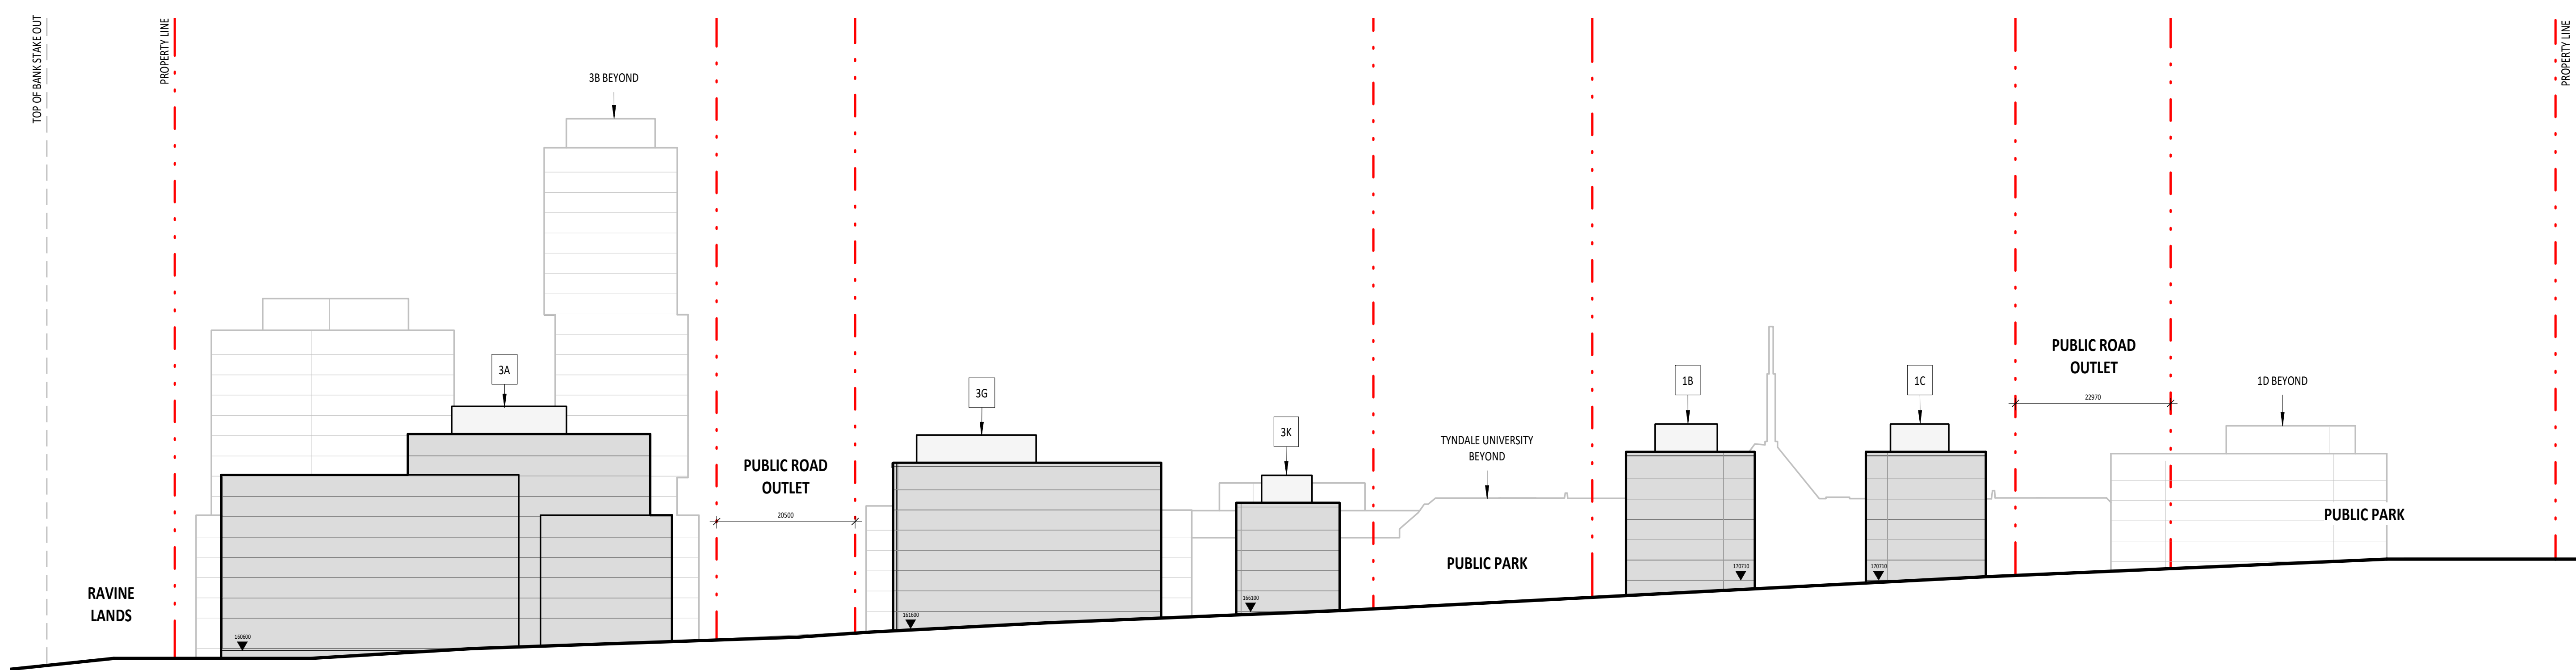 TOP OF BANK STAKE OUT
PROPERTY LINE
3B BEYOND
3A
RAVINE
LANDS
160600
PUBLIC ROAD
OUTLET
20500
3G
161600
3K
166100
TYNDALE UNIVERSITY
BEYOND
PUBLIC PARK
1B
170710
1C
170710
PUBLIC ROAD
OUTLET
22970
1D BEYOND
PUBLIC PARK
PROPERTY LINE